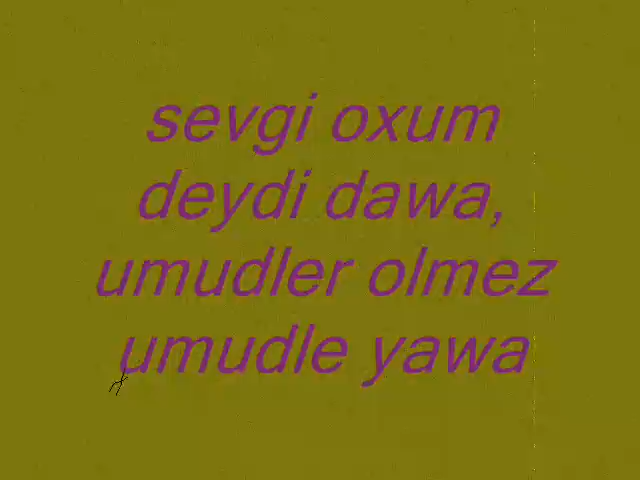 sevgi oxum
deydi dawa,
umudler olmez
umudle yawa